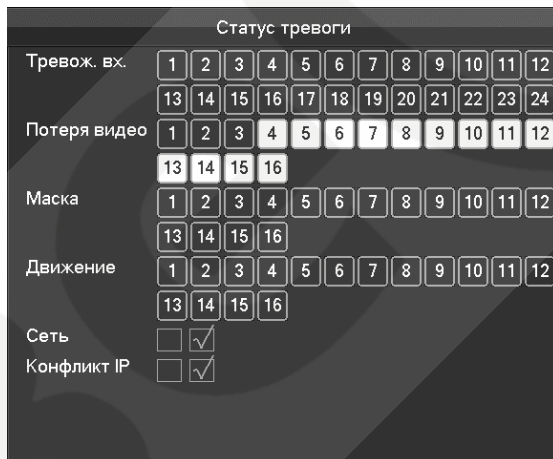 Статус тревоги
Тревож. вх. 1 2 3 4 5 6 7 8 9 10 11 12
13 14 15 16 17 18 19 20 21 22 23 24
Потеря видео 1 2 3 4 5 6 7 8 9 10 11 12
13 14 15 16
Маска 1 2 3 4 5 6 7 8 9 10 11 12
13 14 15 16
Движение 1 2 3 4 5 6 7 8 9 10 11 12
13 14 15 16
Сеть
Конфликт IP